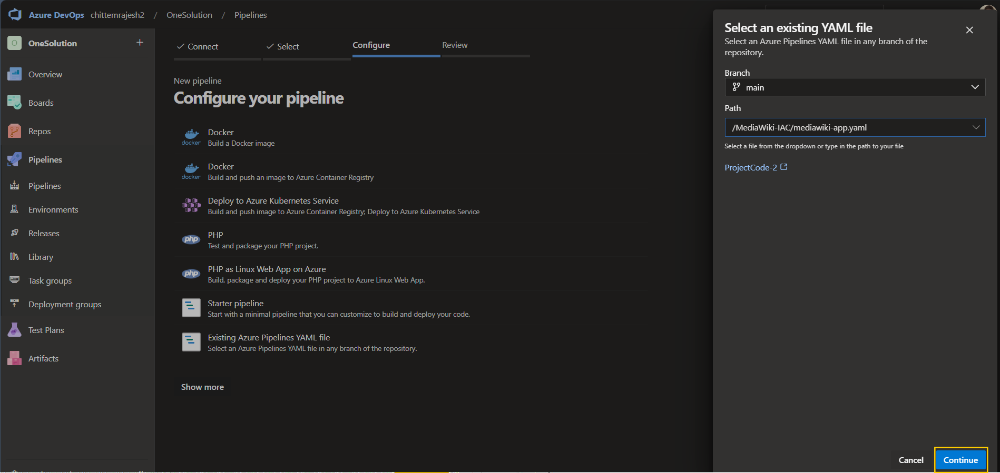 Azure DevOps chittemrajesh2 / OneSolution / Pipelines
O OneSolution +
Overview
Boards
Repos
Pipelines
Pipelines
Environments
Releases
Library
Task groups
Deployment groups
Test Plans
Artifacts
Connect
Select
Configure
Review
New pipeline
Configure your pipeline
docker
Docker
Build a Docker image
docker
Docker
Build and push an image to Azure Container Registry
Deploy to Azure Kubernetes Service
Build and push image to Azure Container Registry; Deploy to Azure Kubernetes Service
php
PHP
Test and package your PHP project.
php
PHP as Linux Web App on Azure
Build, package and deploy your PHP project to Azure Linux Web App.
Starter pipeline
Start with a minimal pipeline that you can customize to build and deploy your code.
Existing Azure Pipelines YAML file
Select an Azure Pipelines YAML file in any branch of the repository.
Show more
Select an existing YAML file
Select an Azure Pipelines YAML file in any branch of the
repository.
Branch
main
Path
/MediaWiki-IAC/mediawiki-app.yaml
Select a file from the dropdown or type in the path to your file
ProjectCode-2
Cancel
Continue